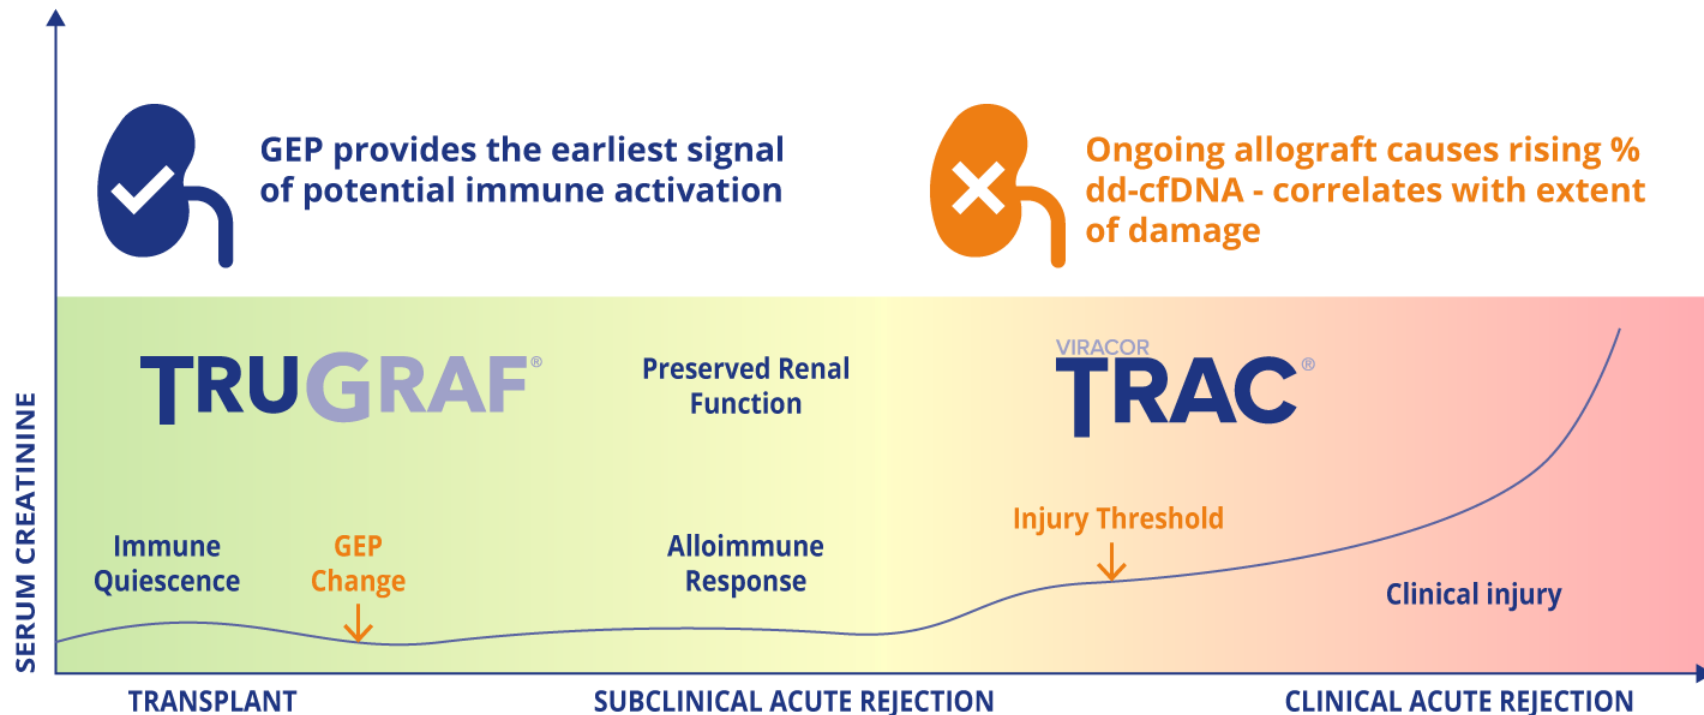 GEP provides the earliest signal
of potential immune activation
Ongoing allograft causes rising %
dd-cfDNA - correlates with extent
of damage
TRUGRAF®
Preserved Renal
Function
VIRACOR
TRAC®
Immune
Quiescence
GEP
Change
Alloimmune
Response
Injury Threshold
Clinical injury
SERUM CREATININE
TRANSPLANT
SUBCLINICAL ACUTE REJECTION
CLINICAL ACUTE REJECTION